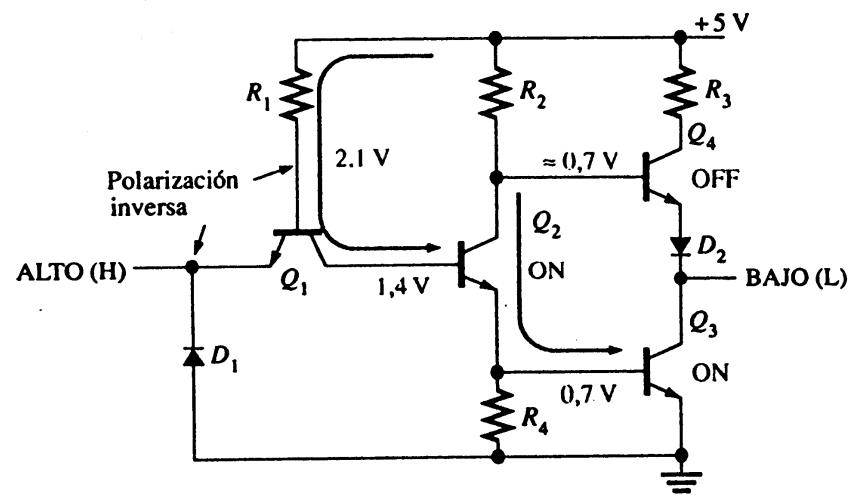 +5 V
R1
R2
R3
Q4
2.1 V
≈0,7 V
OFF
Polarización
inversa
Q2
D2
ALTO (H)
Q1
1,4 V
ON
BAJO (L)
Q3
D1
ON
0,7 V
R4